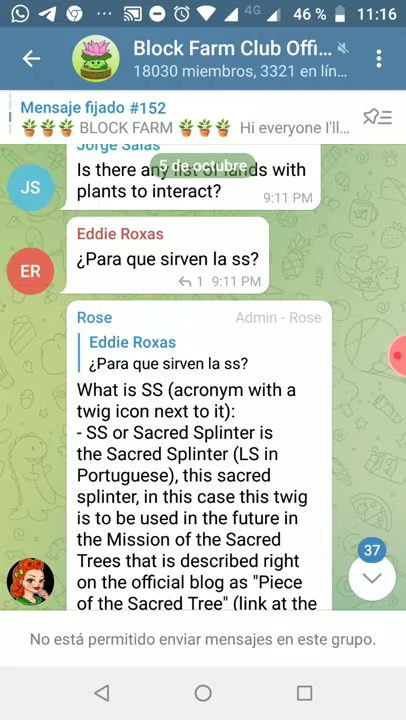 4G 46 % 11:16
Block Farm Club Offi...
18030 miembros, 3321 en lín...
Mensaje fijado #152
BLOCK FARM Hi everyone I'll...
Jorge Salas
5 de octubre
Is there any list of lands with
plants to interact?
9:11 PM
JS
Eddie Roxas
¿Para que sirven la ss?
1 9:11 PM
ER
Rose Admin - Rose
Eddie Roxas
¿Para que sirven la ss?
What is SS (acronym with a
twig icon next to it):
- SS or Sacred Splinter is
the Sacred Splinter (LS in
Portuguese), this sacred
splinter, in this case this twig
is to be used in the future in
the Mission of the Sacred
Trees that is described right
on the official blog as "Piece
of the Sacred Tree" (link at the
37
No está permitido enviar mensajes en este grupo.